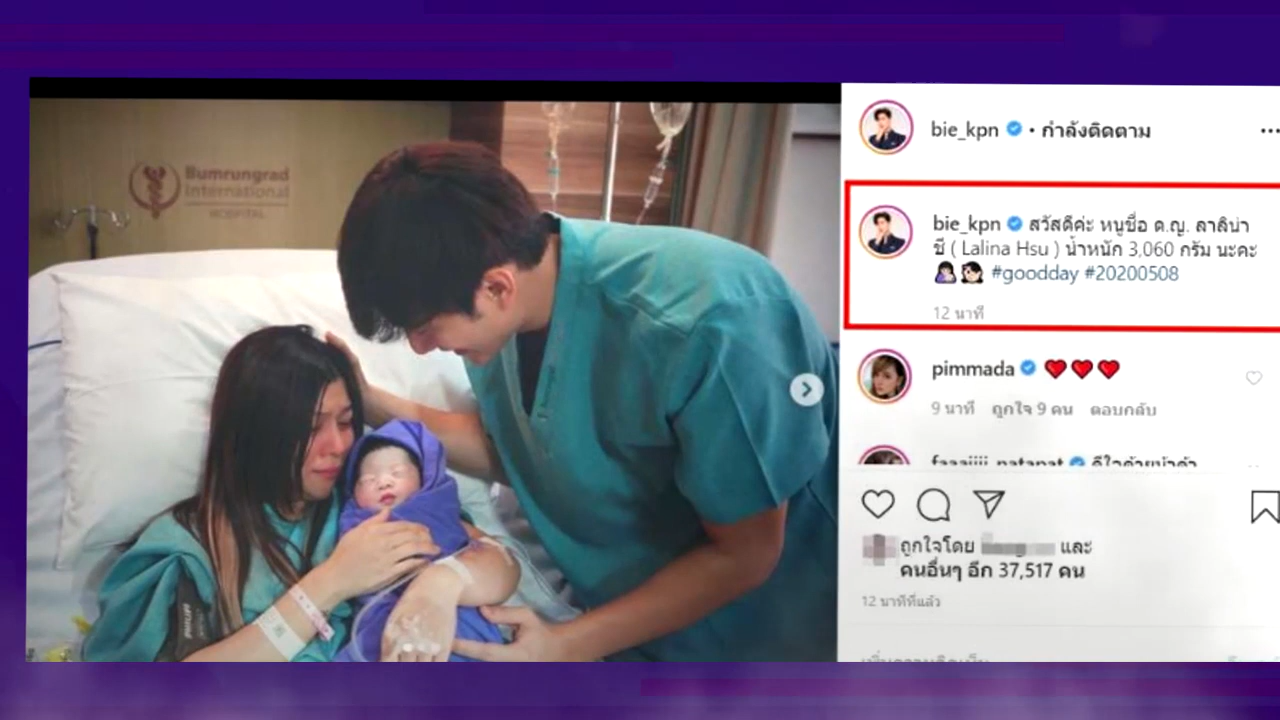 Bumrungrad
International
HOSPITAL
bie_kpn • กำลังติดตาม
bie_kpn สวัสดีค่ะ หนูชื่อ ด.ญ. ลาลิน่า
ชี ( Lalina Hsu ) น้ำหนัก 3,060 กรัม นะคะ
#goodday #20200508
12 นาที
pimmada
9 นาที ถูกใจ 9 คน ตอบกลับ
ถูกใจโดย และ
คนอื่นๆ อีก 37,517 คน
12 นาทีที่แล้ว
PHILIPS